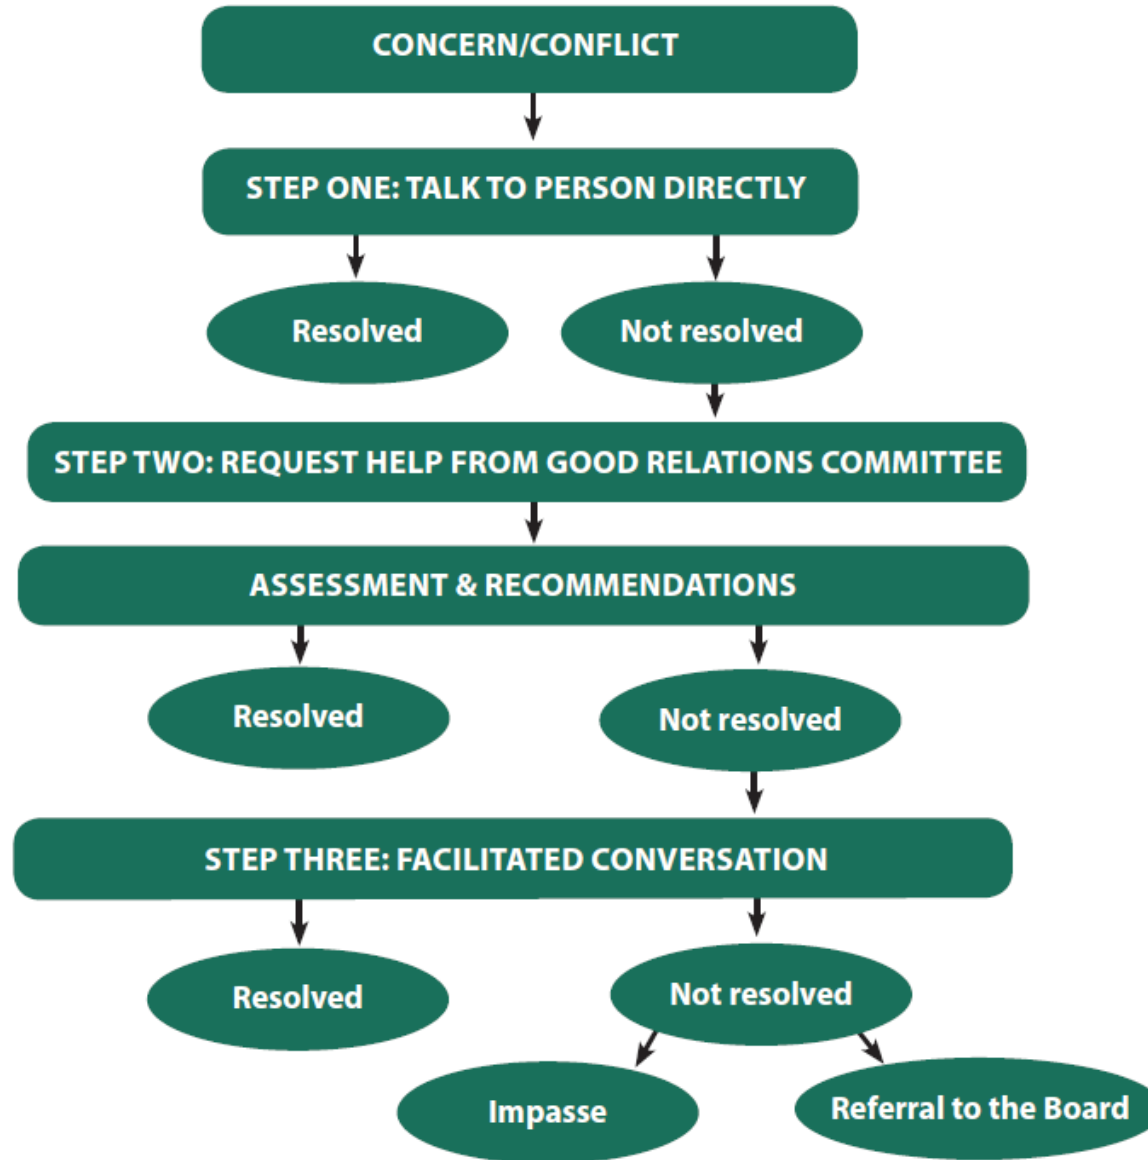 CONCERN/CONFLICT
STEP ONE: TALK TO PERSON DIRECTLY
Resolved
Not resolved
STEP TWO: REQUEST HELP FROM GOOD RELATIONS COMMITTEE
ASSESSMENT & RECOMMENDATIONS
Resolved
Not resolved
STEP THREE: FACILITATED CONVERSATION
Resolved
Not resolved
Impasse
Referral to the Board